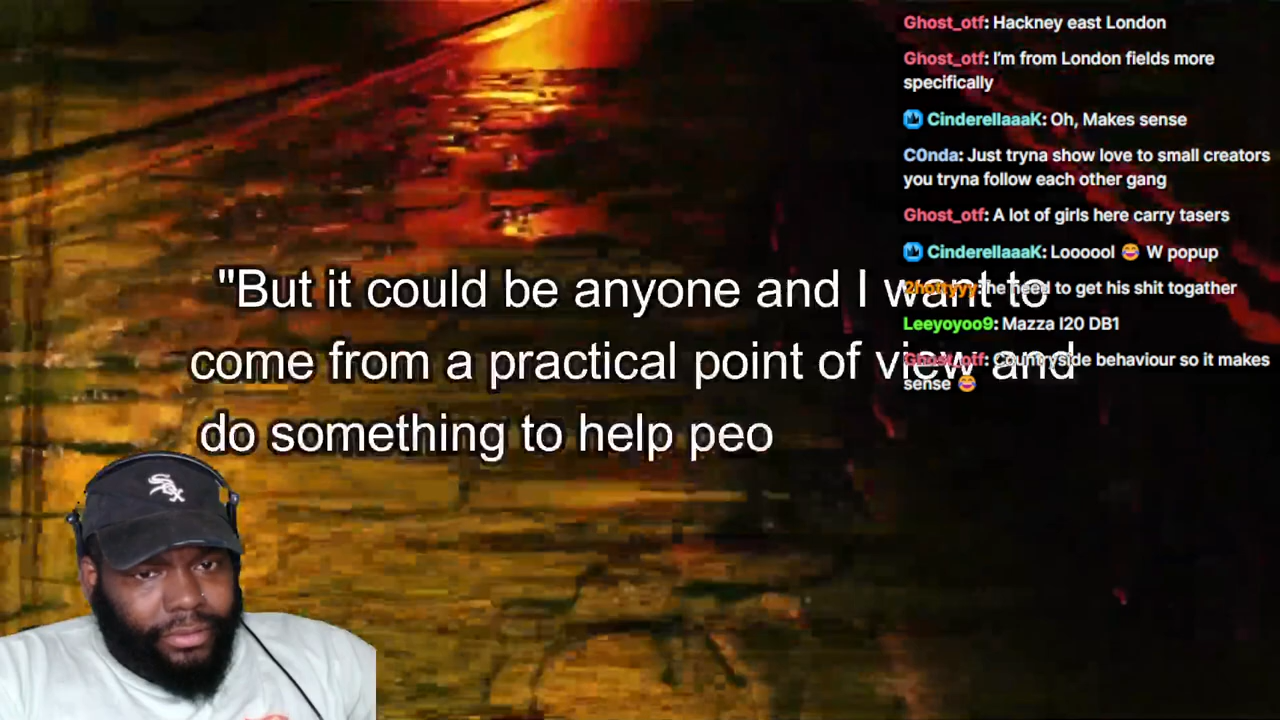 Ghost_otf: Hackney east London
Ghost_otf: I'm from London fields more
specifically
CinderellaaaK: Oh, Makes sense
C0nda: Just tryna show love to small creators
you tryna follow each other gang
Ghost_otf: A lot of girls here carry tasers
CinderellaaaK: Loooool 😂 W popup
he need to get his shit togather
Leeyoyoo9: Mazza I20 DB1
Ghost_otf: Countryside behaviour so it makes
sense 😂
"But it could be anyone and I want to
come from a practical point of view and
do something to help peo
Sox